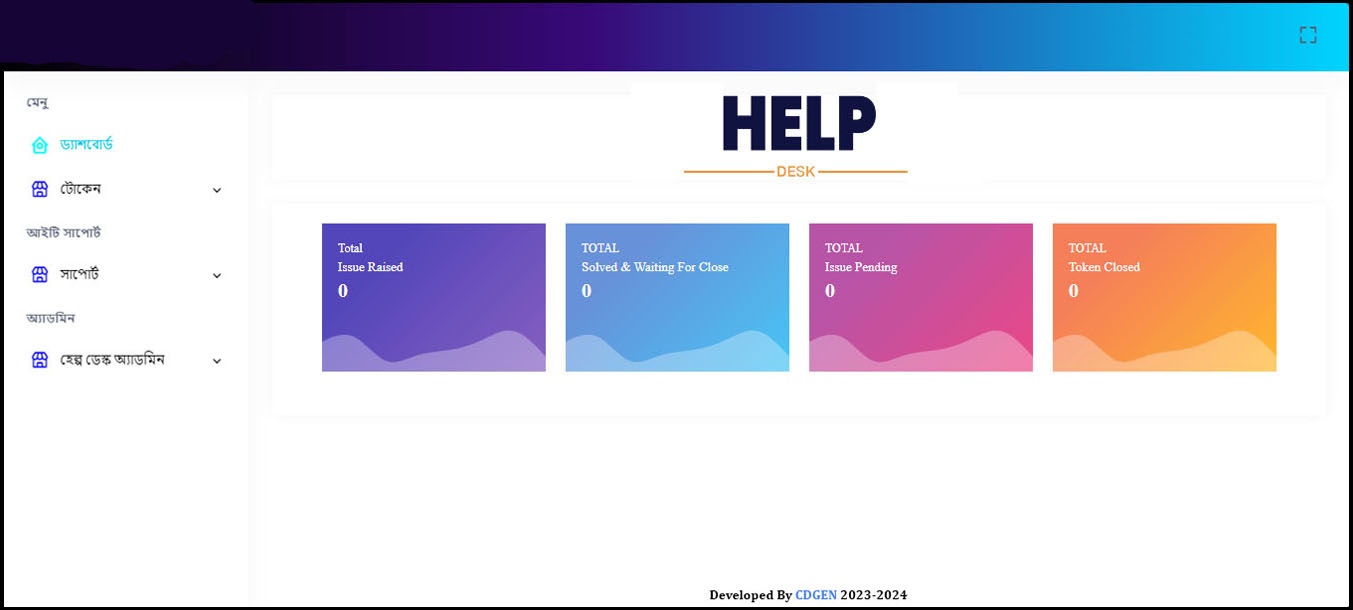 মেনু
ড্যাশবোর্ড
টোকেন
আইটি সাপোর্ট
সাপোর্ট
অ্যাডমিন
হেল্প ডেস্ক অ্যাডমিন
HELP
DESK
Total
Issue Raised
0
TOTAL
Solved & Waiting For Close
0
TOTAL
Issue Pending
0
TOTAL
Token Closed
0
Developed By CDGEN 2023-2024